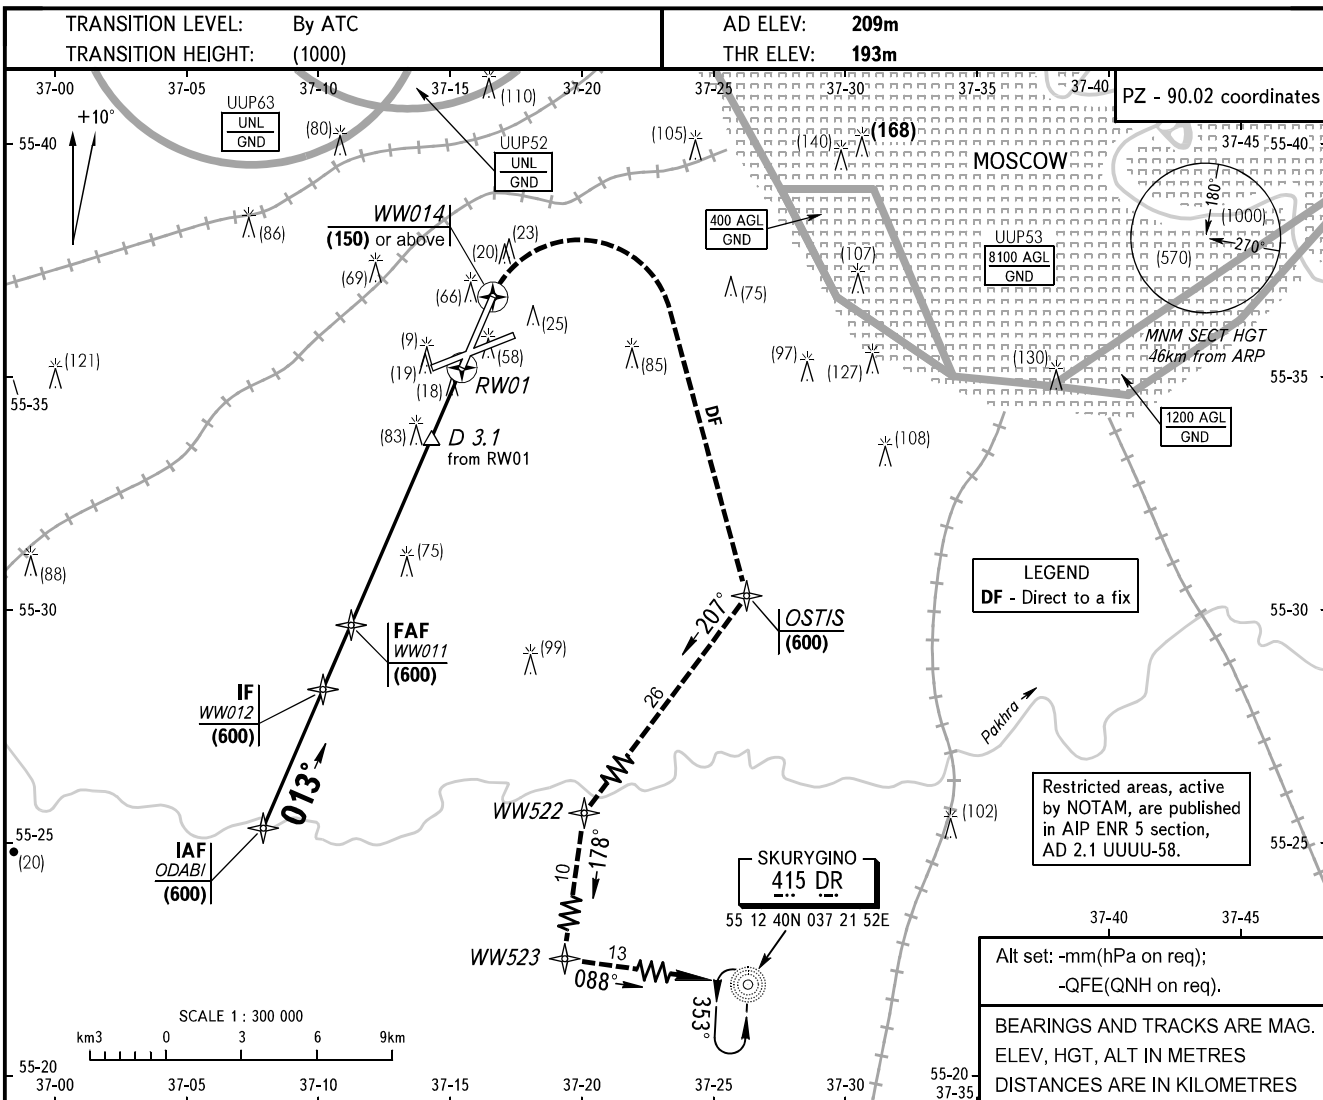 TRANSITION LEVEL: By ATC
TRANSITION HEIGHT: (1000)
AD ELEV: 209m
THR ELEV: 193m
37-00 37-05 37-10 37-15 37-20 37-25 37-30 37-40
PZ - 90.02 coordinates
+10°
UUP63
UNL
GND
(80)
(110)
UUP52
UNL
GND
(105)
(140)
(168)
MOSCOW
37-45
55-40
55-40
180°
(1000)
270°
(570)
MNM SECT HGT
46km from ARP
400 AGL
GND
UUP53
8100 AGL
GND
(107)
WW014
(150) or above
(20)
(23)
(86)
(69)
(66)
(25)
(75)
(9)
(58)
(19)
(18)
RW01
(85)
(97)
(127)
(130)
(121)
55-35
55-35
1200 AGL
GND
(83)
D 3.1
from RW01
DF
(108)
(88)
(75)
LEGEND
DF - Direct to a fix
55-30
55-30
OSTIS
(600)
207°
26
FAF
WW011
(600)
(99)
IF
WW012
(600)
Pakhra
013°
WW522
Restricted areas, active
by NOTAM, are published
in AIP ENR 5 section,
AD 2.1 UUUU-58.
(102)
55-25
55-25
(20)
IAF
ODABI
(600)
178°
10
SKURYGINO
415 DR
55 12 40N 037 21 52E
37-40 37-45
WW523
13
088°
353°
Alt set: -mm(hPa on req);
-QFE(QNH on req).
SCALE 1 : 300 000
km3 0 3 6 9km
BEARINGS AND TRACKS ARE MAG.
ELEV, HGT, ALT IN METRES
DISTANCES ARE IN KILOMETRES
55-20
55-20
37-00 37-05 37-10 37-15 37-20 37-25 37-30 37-35